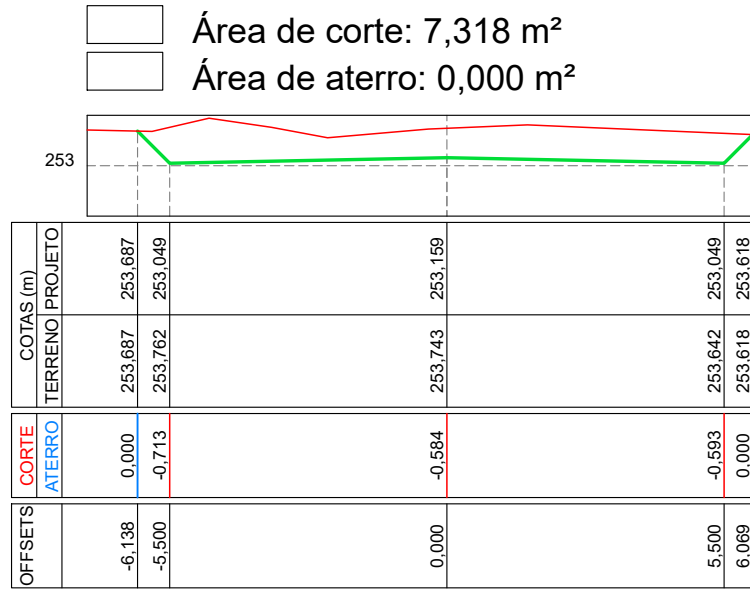 Área de corte: 7,318 m²
Área de aterro: 0,000 m²
253
COTAS (m)
PROJETO
253,687
253,049
253,159
253,049
253,618
TERRENO
253,687
253,762
253,743
253,642
253,618
CORTE
ATERRO
0,000
-0,713
-0,584
-0,593
0,000
OFFSETS
-6,138
-5,500
0,000
5,500
6,069